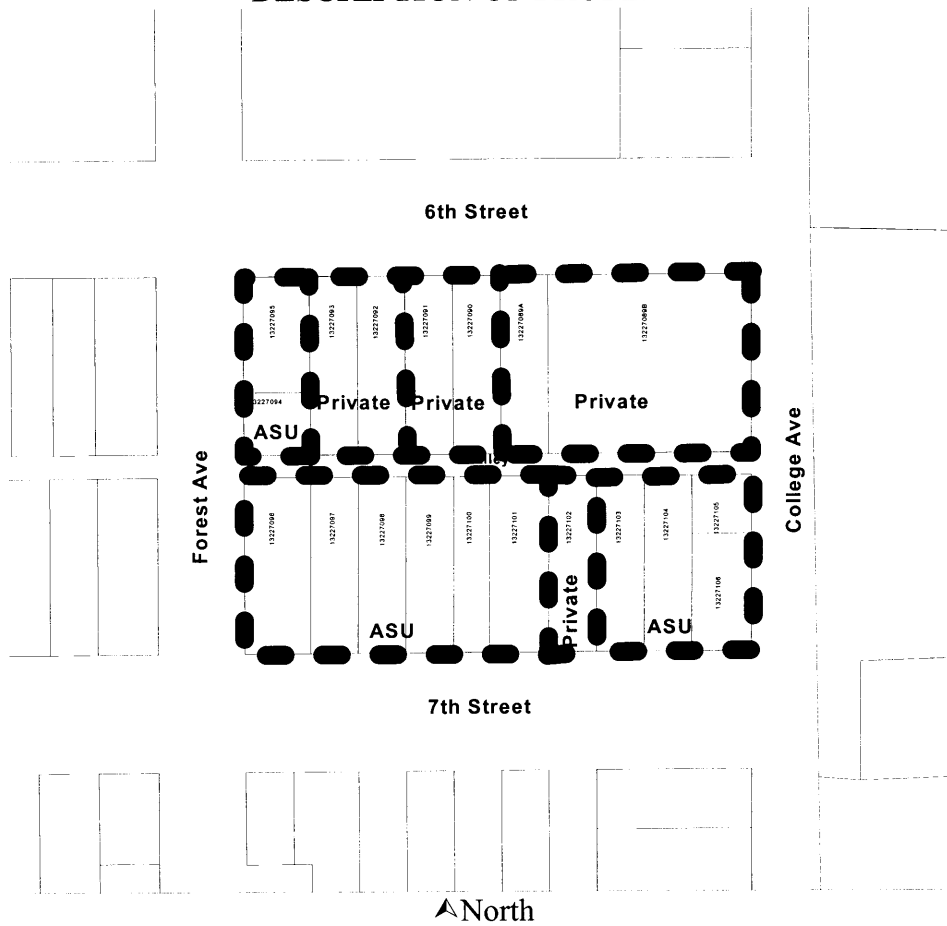 6th Street
13227095
13227093
13227092
13227091
13227090
13227089A
13227089B
13227094
Private
Private
Private
ASU
College Ave
Forest Ave
13227096
13227097
13227098
13227099
13227100
13227101
13227102
13227103
13227104
13227105
13227106
Private
ASU
ASU
7th Street
North